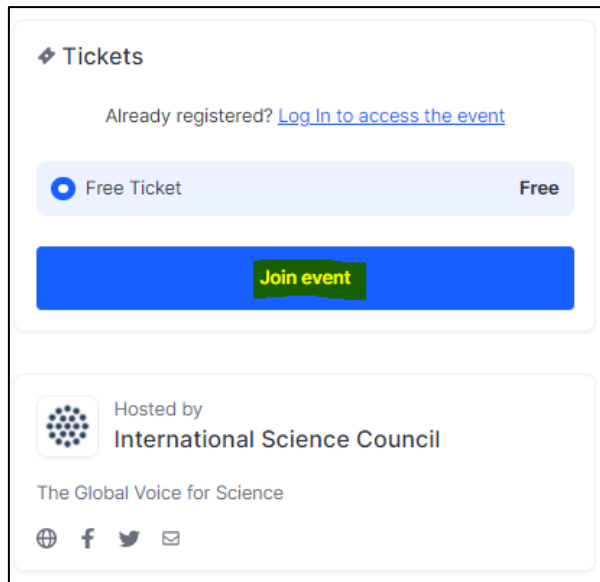 Tickets
Already registered? Log In to access the event
Free Ticket Free
Join event
Hosted by
International Science Council
The Global Voice for Science